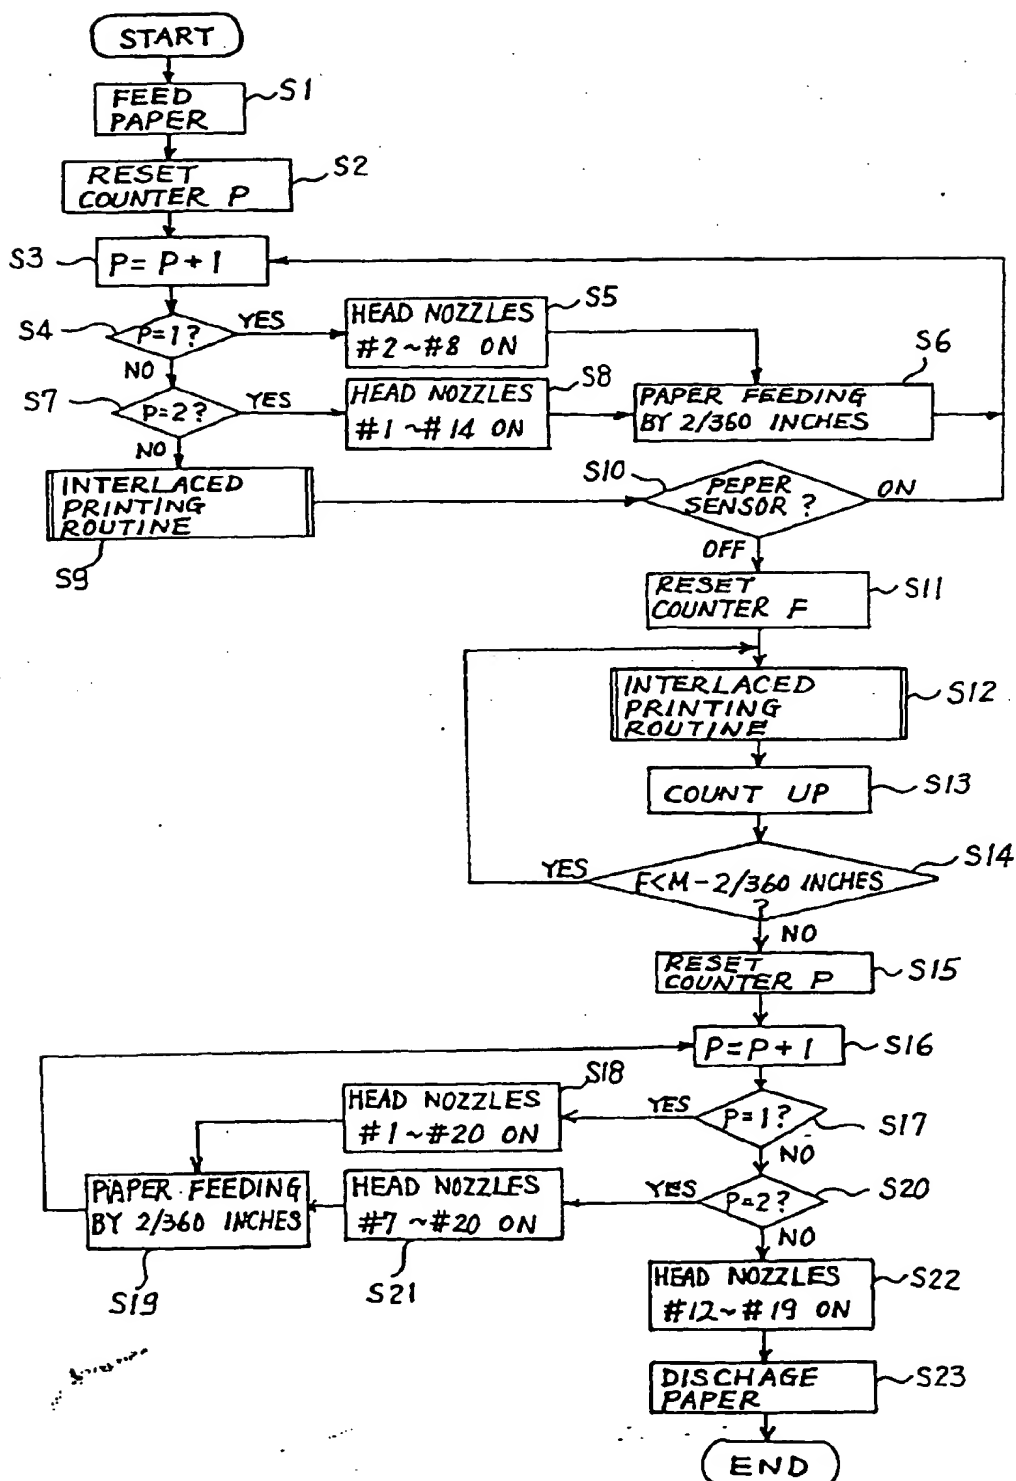 START
FEED
PAPER
S1
RESET
COUNTER P
S2
S3
P = P + 1
S4
P=1?
YES
NO
HEAD NOZZLES
#2~#8 ON
S5
S6
PAPER FEEDING
BY 2/360 INCHES
S7
P=2?
YES
NO
HEAD NOZZLES
#1~#14 ON
S8
INTERLACED
PRINTING
ROUTINE
S9
S10
PEPER
SENSOR ?
ON
OFF
RESET
COUNTER F
S11
INTERLACED
PRINTING
ROUTINE
S12
COUNT UP
S13
F<M-2/360 INCHES
?
S14
YES
NO
RESET
COUNTER P
S15
P=P+1
S16
P=1?
S17
YES
NO
S18
HEAD NOZZLES
#1~#20 ON
PAPER FEEDING
BY 2/360 INCHES
S19
P=2?
S20
YES
NO
HEAD NOZZLES
#7~#20 ON
S21
HEAD NOZZLES
#12~#19 ON
S22
DISCHAGE
PAPER
S23
END